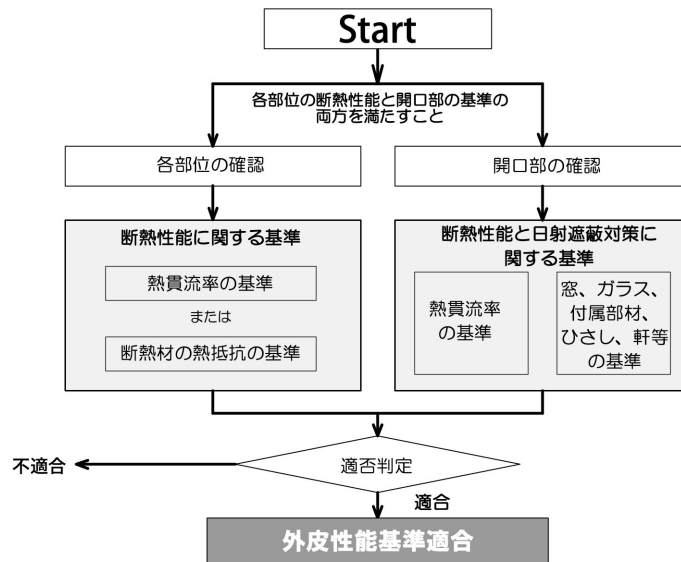 Start
各部位の断熱性能と開口部の基準の
両方を満たすこと
各部位の確認
開口部の確認
断熱性能に関する基準
熱貫流率の基準
または
断熱材の熱抵抗の基準
断熱性能と日射遮蔽対策に
関する基準
熱貫流率
の基準
窓、ガラス、
付属部材、
ひさし、軒等
の基準
適否判定
不適合
適合
外皮性能基準適合